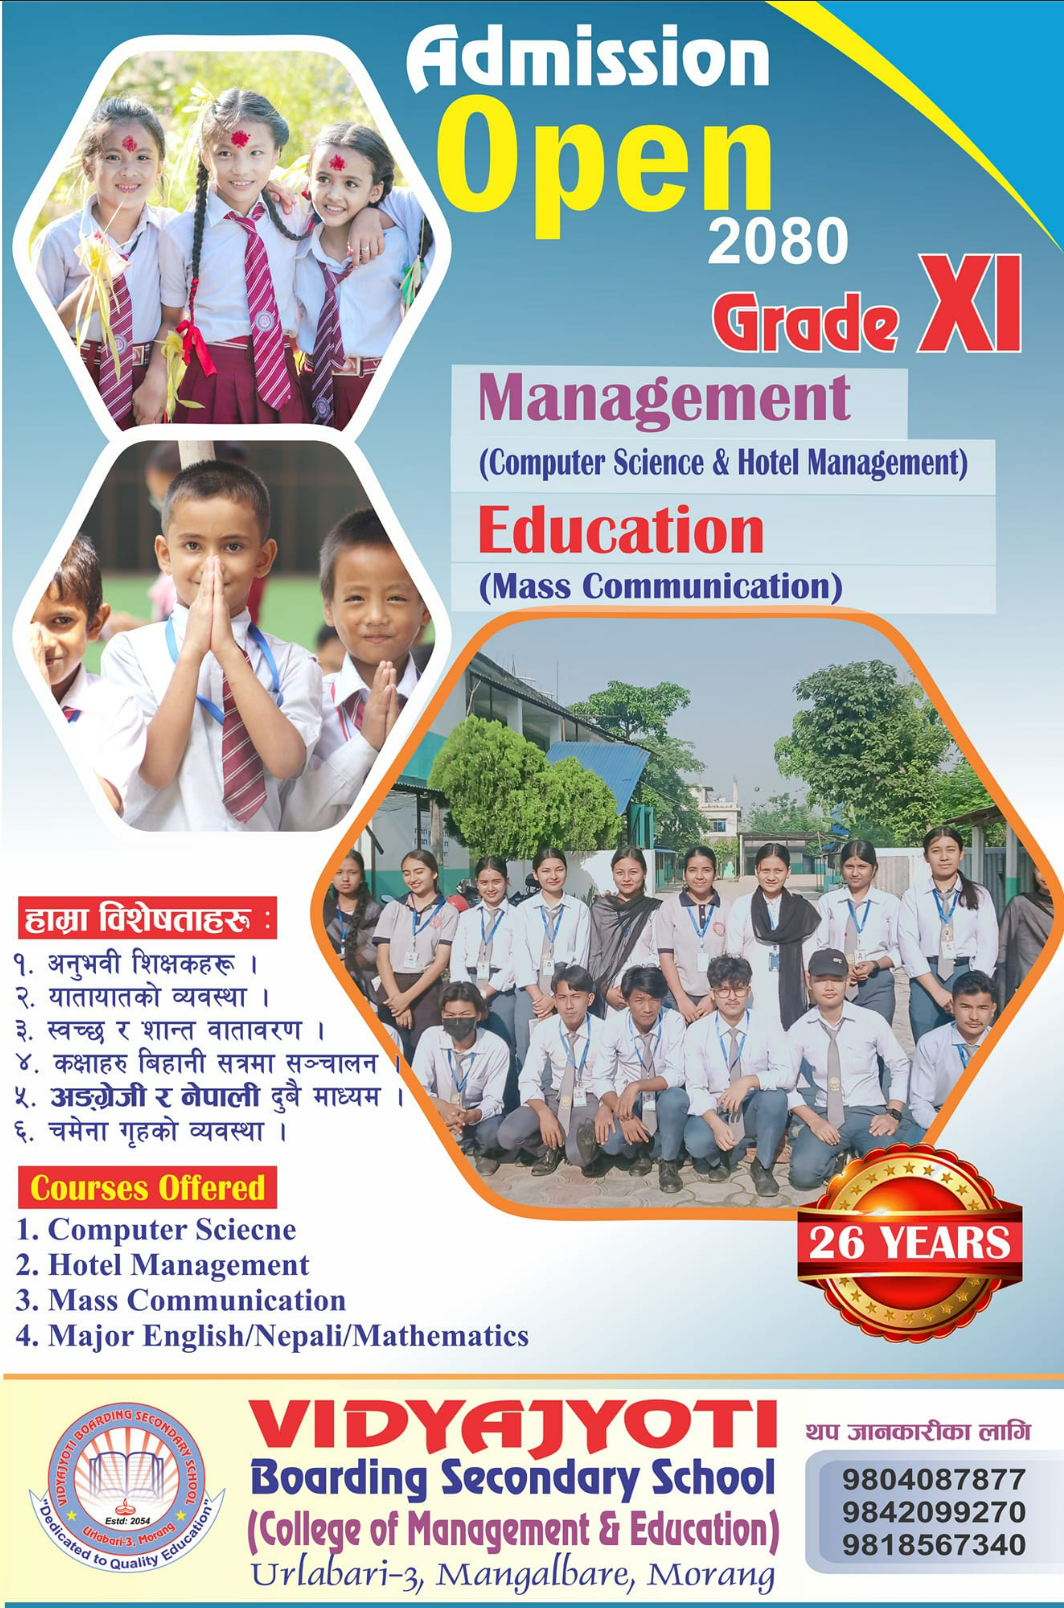 Admission
Open
2080
Grade XI
Management
(Computer Science & Hotel Management)
Education
(Mass Communication)
हाम्रा विशेषताहरू :
१. अनुभवी शिक्षकहरू ।
२. यातायातको व्यवस्था ।
३. स्वच्छ र शान्त वातावरण ।
४. कक्षाहरु बिहानी सत्रमा सञ्चालन ।
५. अङ्ग्रेजी र नेपाली दुबै माध्यम ।
६. चमेना गृहको व्यवस्था ।
Courses Offered
1. Computer Sciecne
2. Hotel Management
3. Mass Communication
4. Major English/Nepali/Mathematics
26 YEARS
VIDYAJYOTI BOARDING SECONDARY SCHOOL
Estd: 2054
Urlabari-3, Morang
"Dedicated to Quality Education"
VIDYAJYOTI
Boarding Secondary School
(College of Management & Education)
Urlabari-3, Mangalbare, Morang
थप जानकारीका लागि
9804087877
9842099270
9818567340